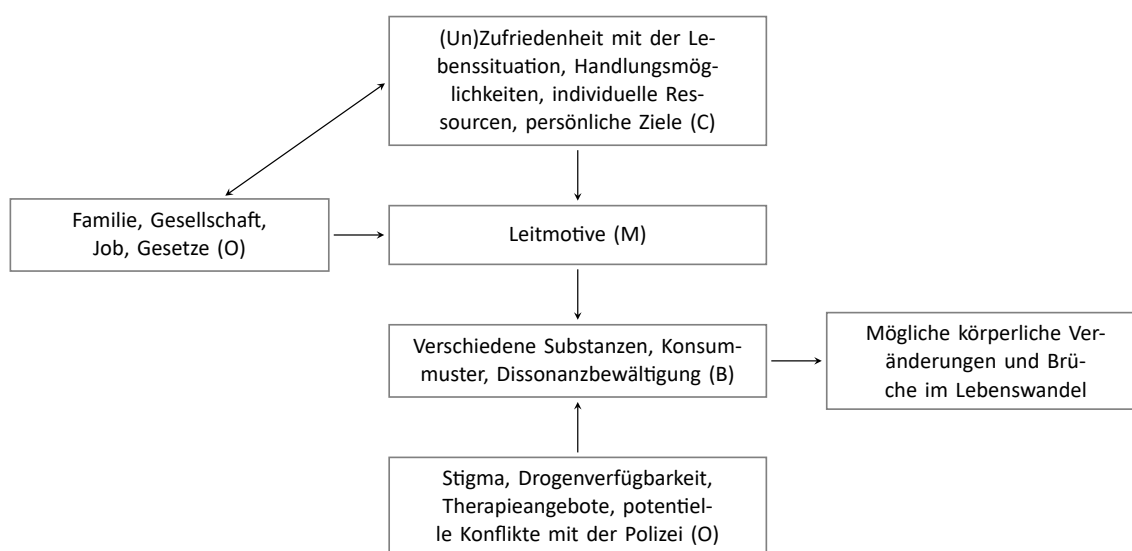 (Un)Zufriedenheit mit der Le-
benssituation, Handlungsmög-
lichkeiten, individuelle Res-
sourcen, persönliche Ziele (C)
Familie, Gesellschaft,
Job, Gesetze (O)
Leitmotive (M)
Verschiedene Substanzen, Konsum-
muster, Dissonanzbewältigung (B)
Mögliche körperliche Ver-
änderungen und Brü-
che im Lebenswandel
Stigma, Drogenverfügbarkeit,
Therapieangebote, potentiel-
le Konflikte mit der Polizei (O)